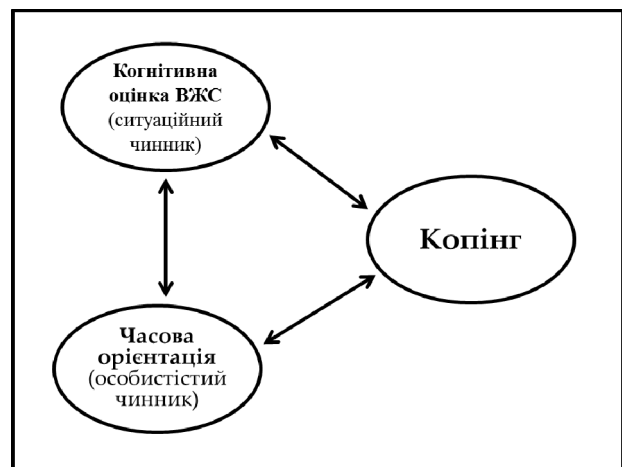 Когнітивна
оцінка ВЖС
(ситуаційний
чинник)
Копінг
Часова
орієнтація
(особистістий
чинник)